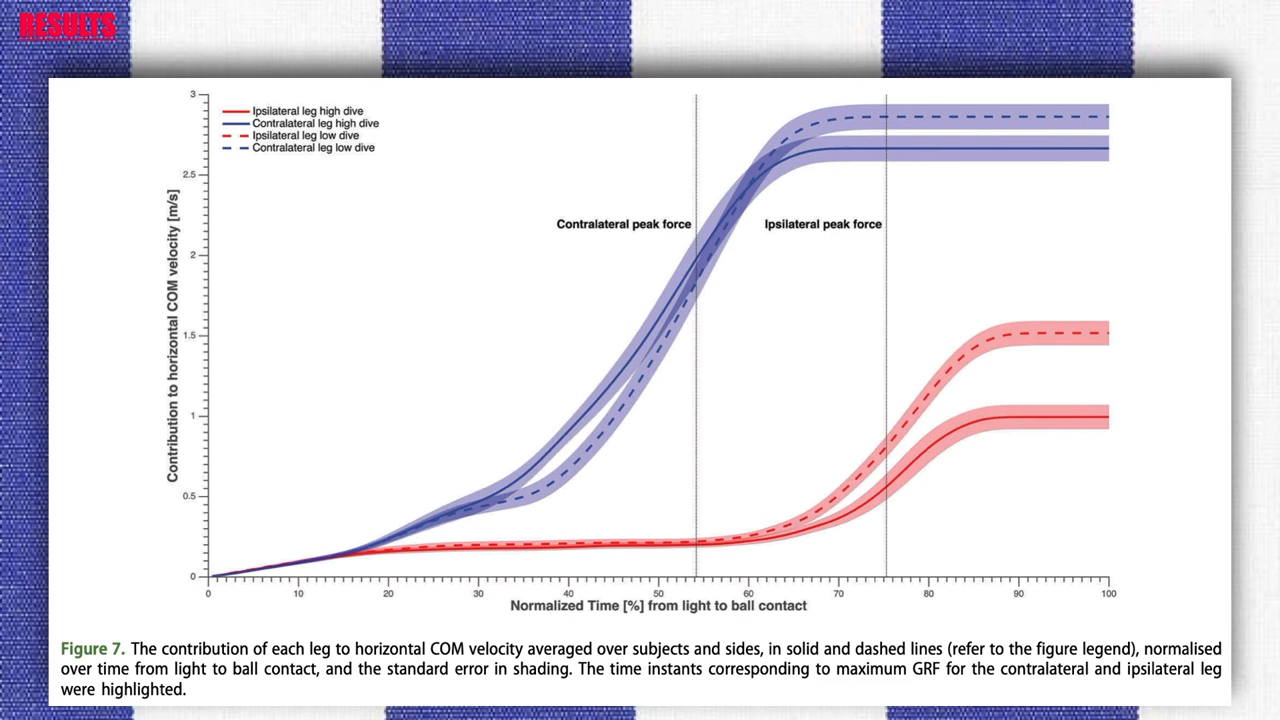 RESULTS
3
Ipsilateral leg high dive
Contralateral leg high dive
Ipsilateral leg low dive
Contralateral leg low dive
2.5
Contralateral peak force
Ipsilateral peak force
2
1.5
1
0.5
0
Contribution to horizontal COM velocity [m/s]
0 10 20 30 40 50 60 70 80 90 100
Normalized Time [%] from light to ball contact
Figure 7. The contribution of each leg to horizontal COM velocity averaged over subjects and sides, in solid and dashed lines (refer to the figure legend), normalised
over time from light to ball contact, and the standard error in shading. The time instants corresponding to maximum GRF for the contralateral and ipsilateral leg
were highlighted.